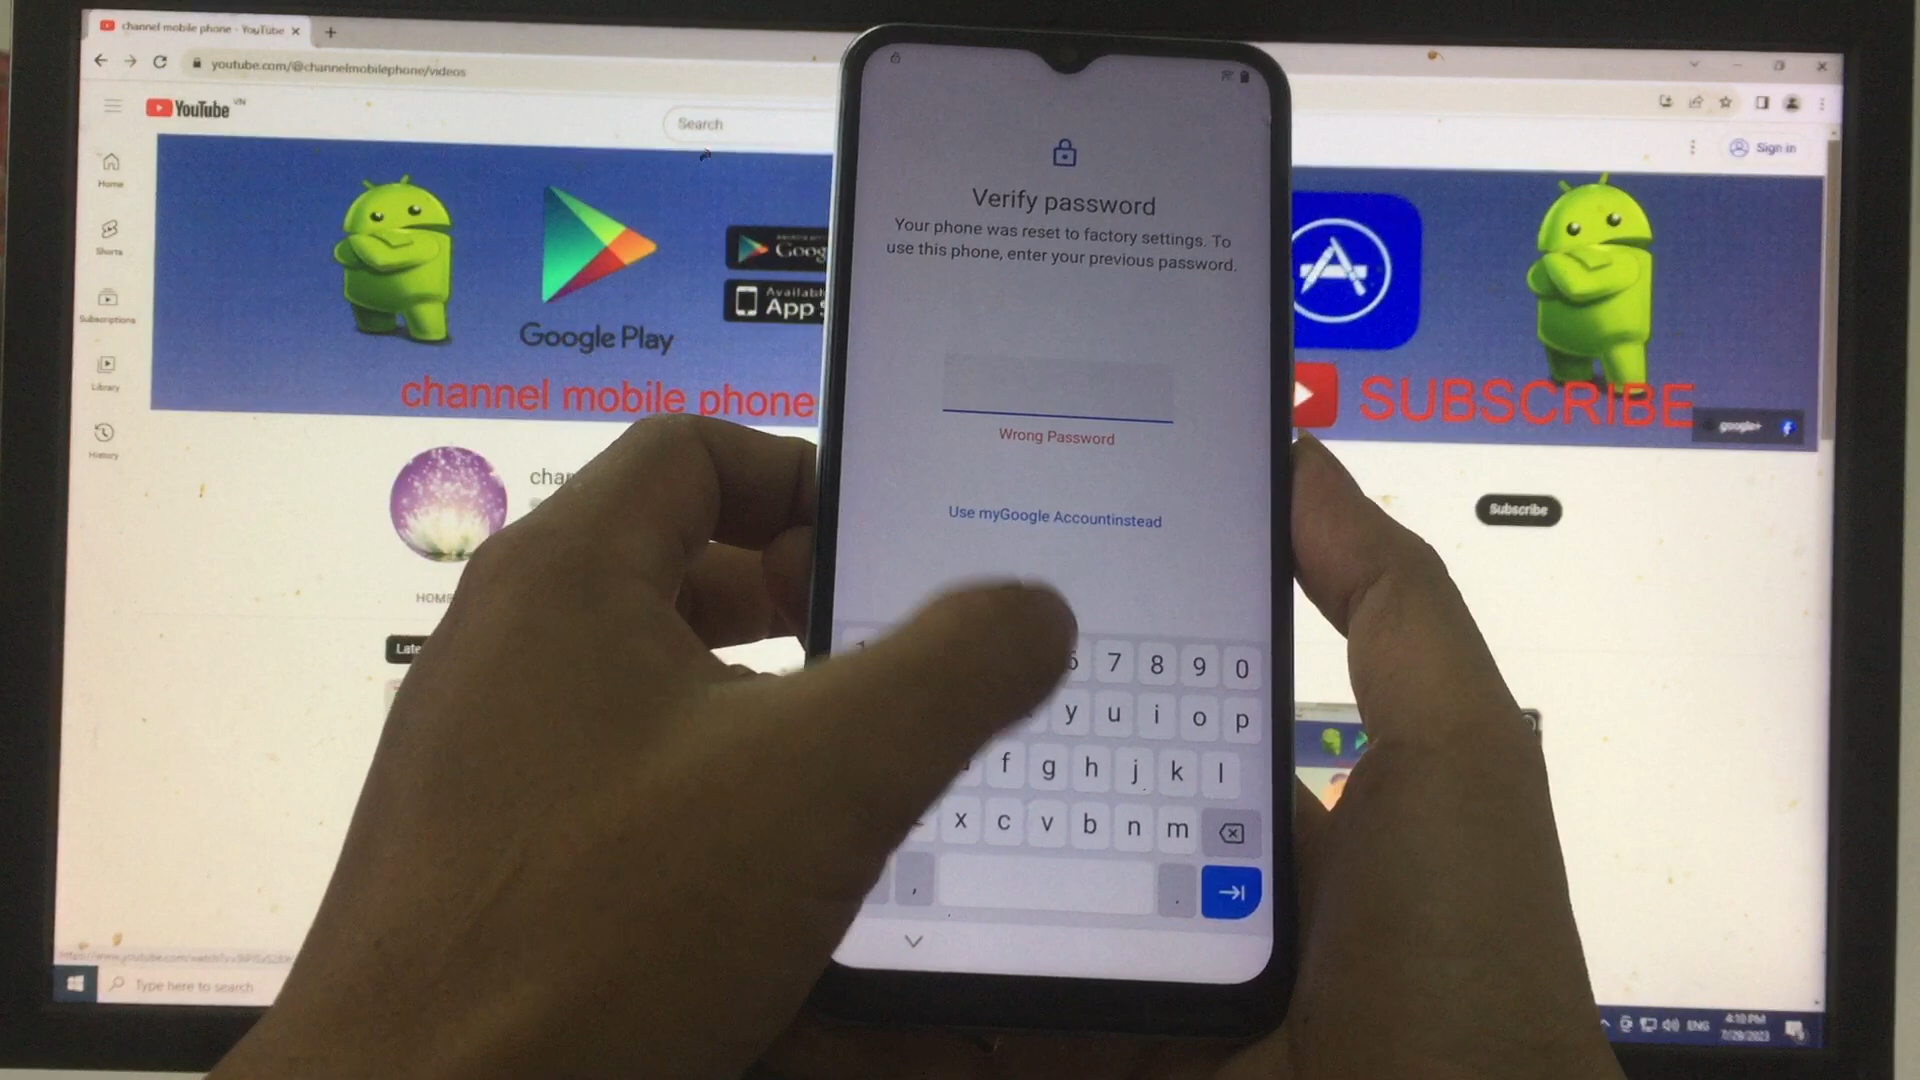 channel mobile phone - YouTube
youtube.com/@channelmobilephone/videos
YouTube VN
Search
Sign in
Home
Shorts
Subscriptions
Library
History
Google Play
Available
App
channel mobile phone
SUBSCRIBE
google+
Subscribe
HOME
Type here to search
ENG
4:10 PM
7/29/2023
Verify password
Your phone was reset to factory settings. To
use this phone, enter your previous password.
Wrong Password
Use myGoogle Accountinstead
6 7 8 9 0
y u i o p
f g h j k l
x c v b n m
, .